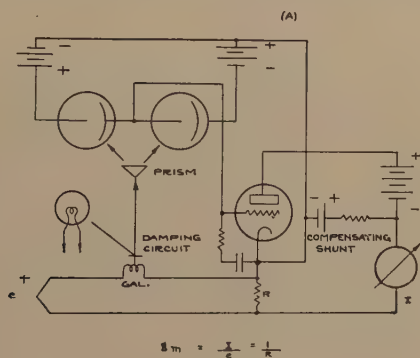 (A)
- -
+ +
PRISM
DAMPING
CIRCUIT
GAL.
+
e
R
- +
COMPENSATING
SHUNT
+
-
I
gm = I/e = 1/R